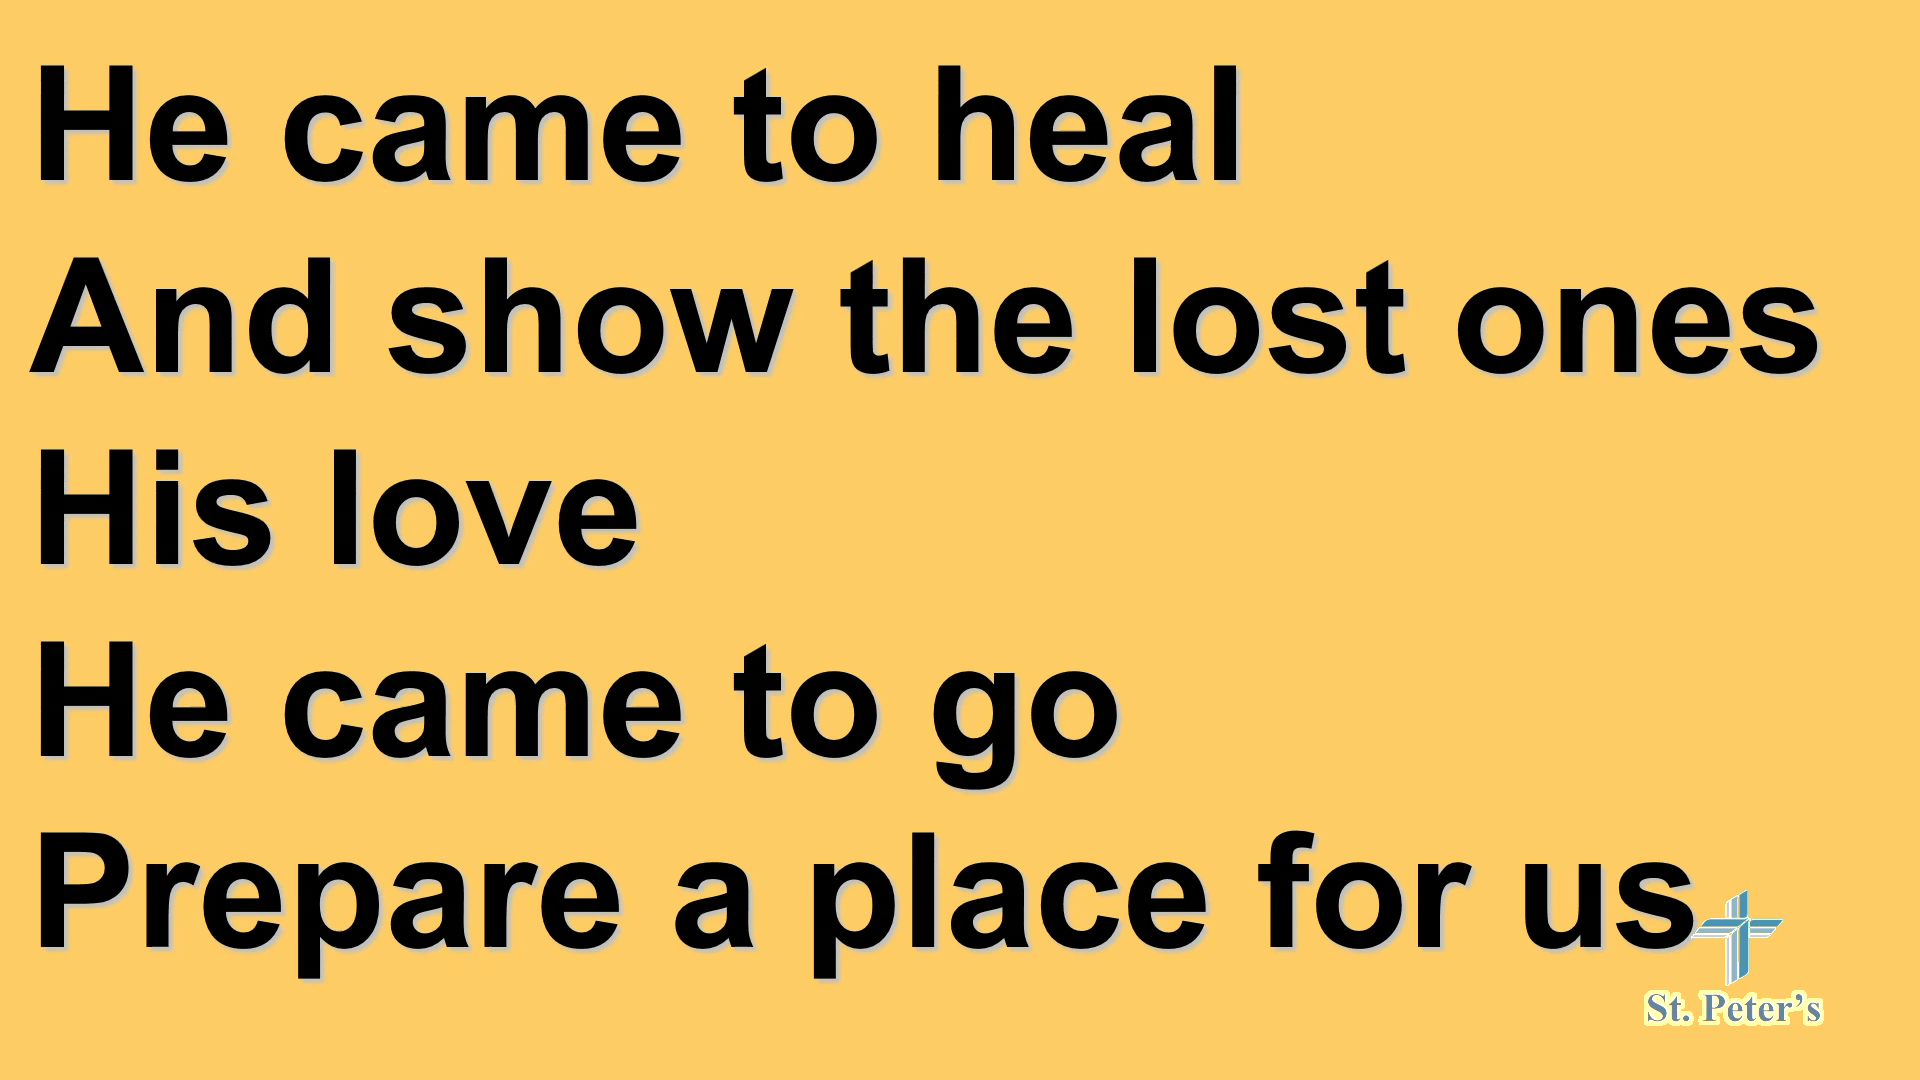 He came to heal
And show the lost ones
His love
He came to go
Prepare a place for us
St. Peter's